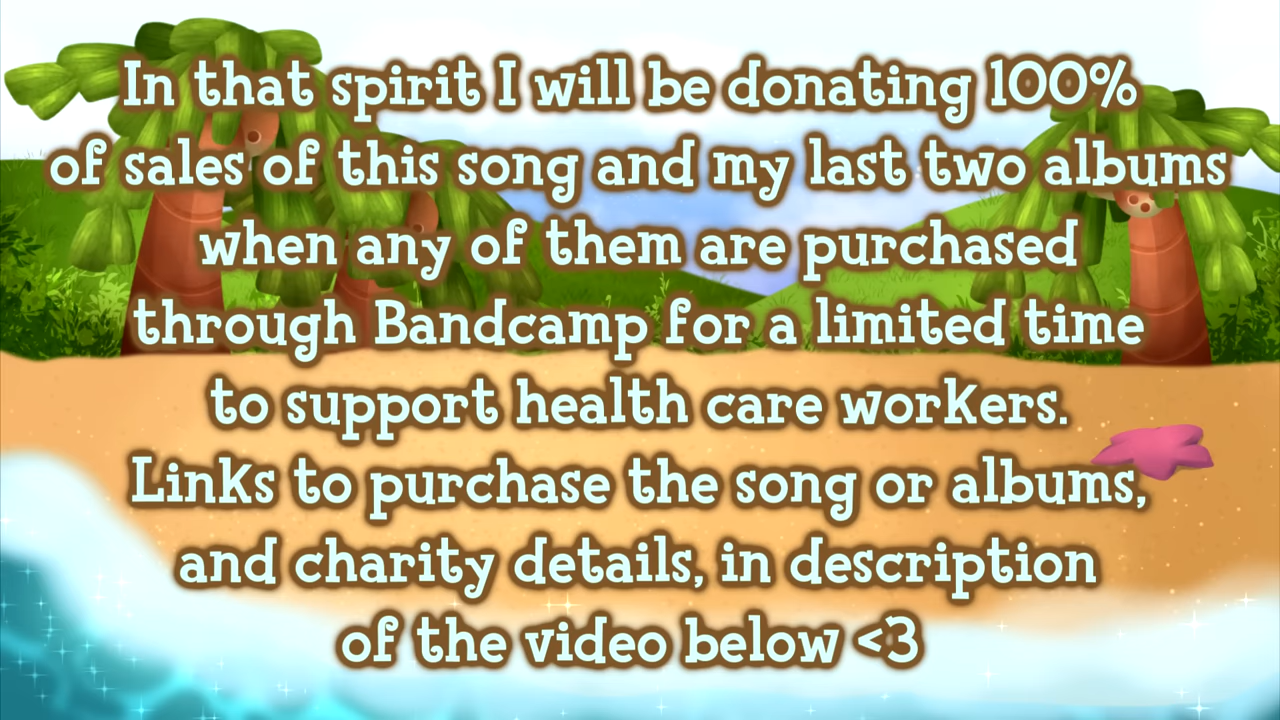 In that spirit I will be donating 100%
of sales of this song and my last two albums
when any of them are purchased
through Bandcamp for a limited time
to support health care workers.
Links to purchase the song or albums,
and charity details, in description
of the video below <3